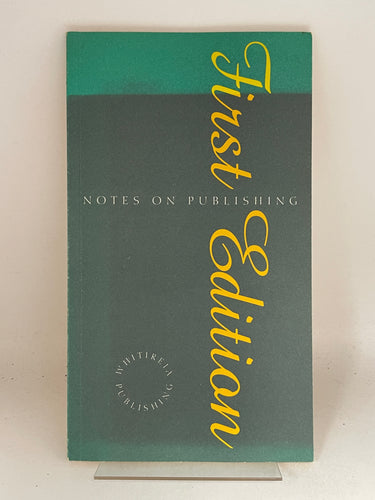 First Edition
NOTES ON PUBLISHING
WHITIREIA
PUBLISHING